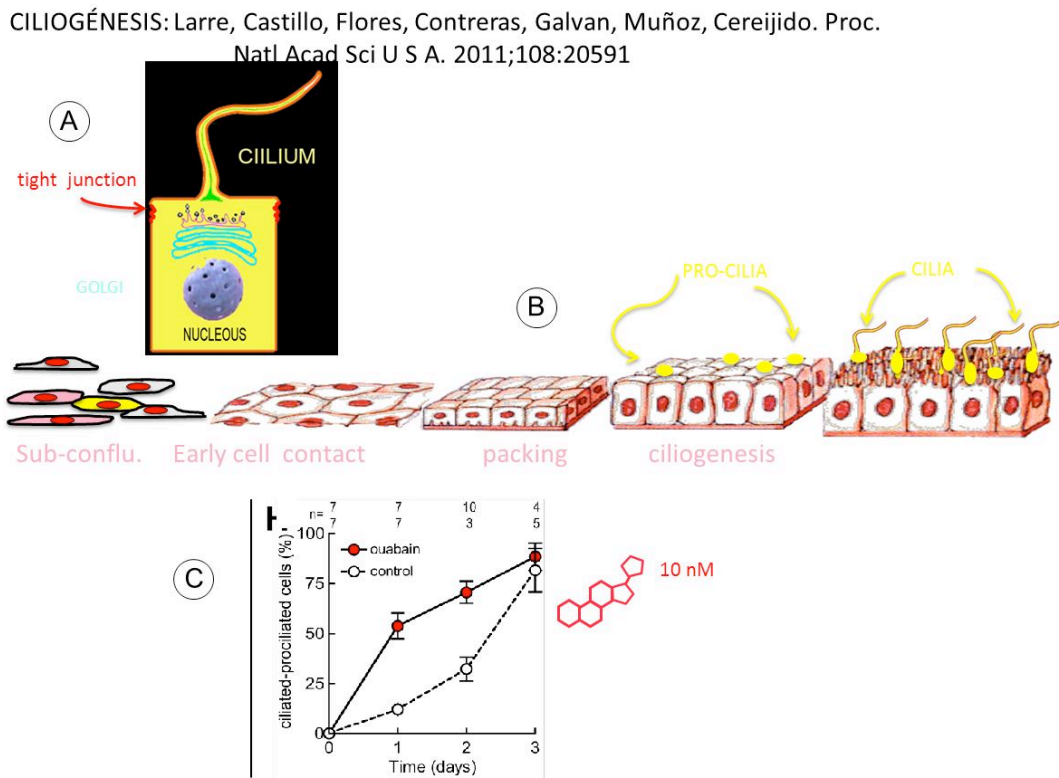 CILIOGÉNESIS: Larre, Castillo, Flores, Contreras, Galvan, Muñoz, Cereijido. Proc.
Natl Acad Sci U S A. 2011;108:20591
A
CIILIUM
tight junction
GOLGI
NUCLEOUS
B
PRO-CILIA
CILIA
Sub-conflu.
Early cell contact
packing
ciliogenesis
C
n= 7 7 10 4
7 7 3 5
ciliated-prociliated cells (%)
100
75
50
25
0
ouabain
control
0 1 2 3
Time (days)
10 nM